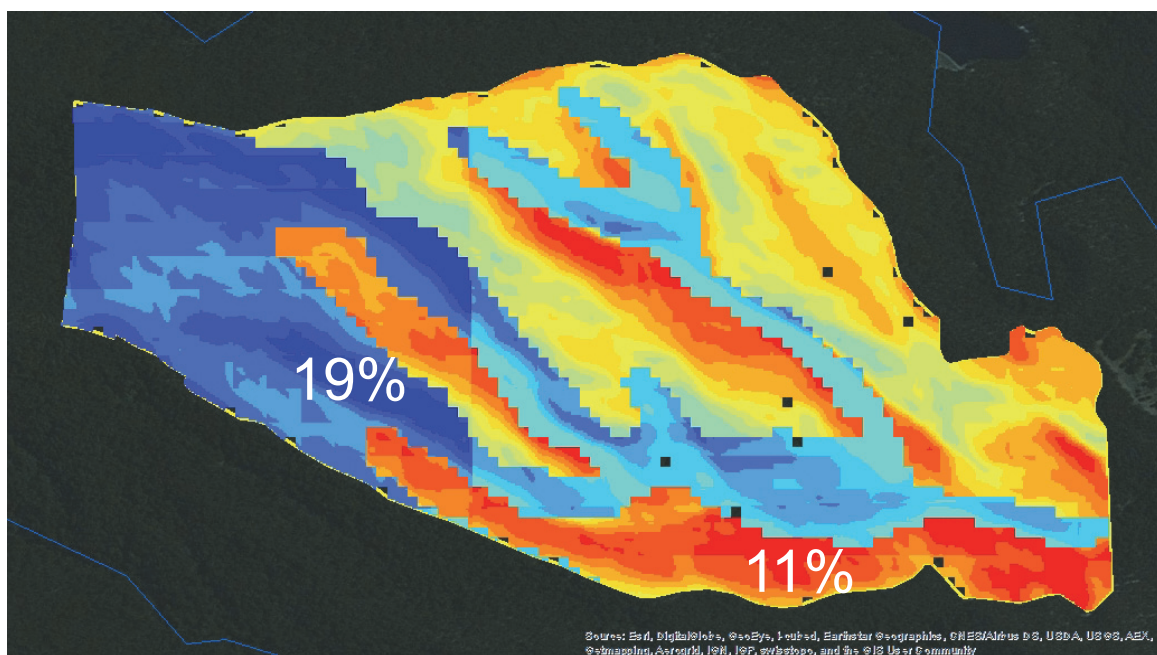 19%
11%
Source: Esri, DigitalGlobe, GeoEye, i-cubed, Earthstar Geographics, CNES/Airbus DS, USDA, USGS, AEX,
Getmapping, Aerogrid, IGN, IGP, swisstopo, and the GIS User Community